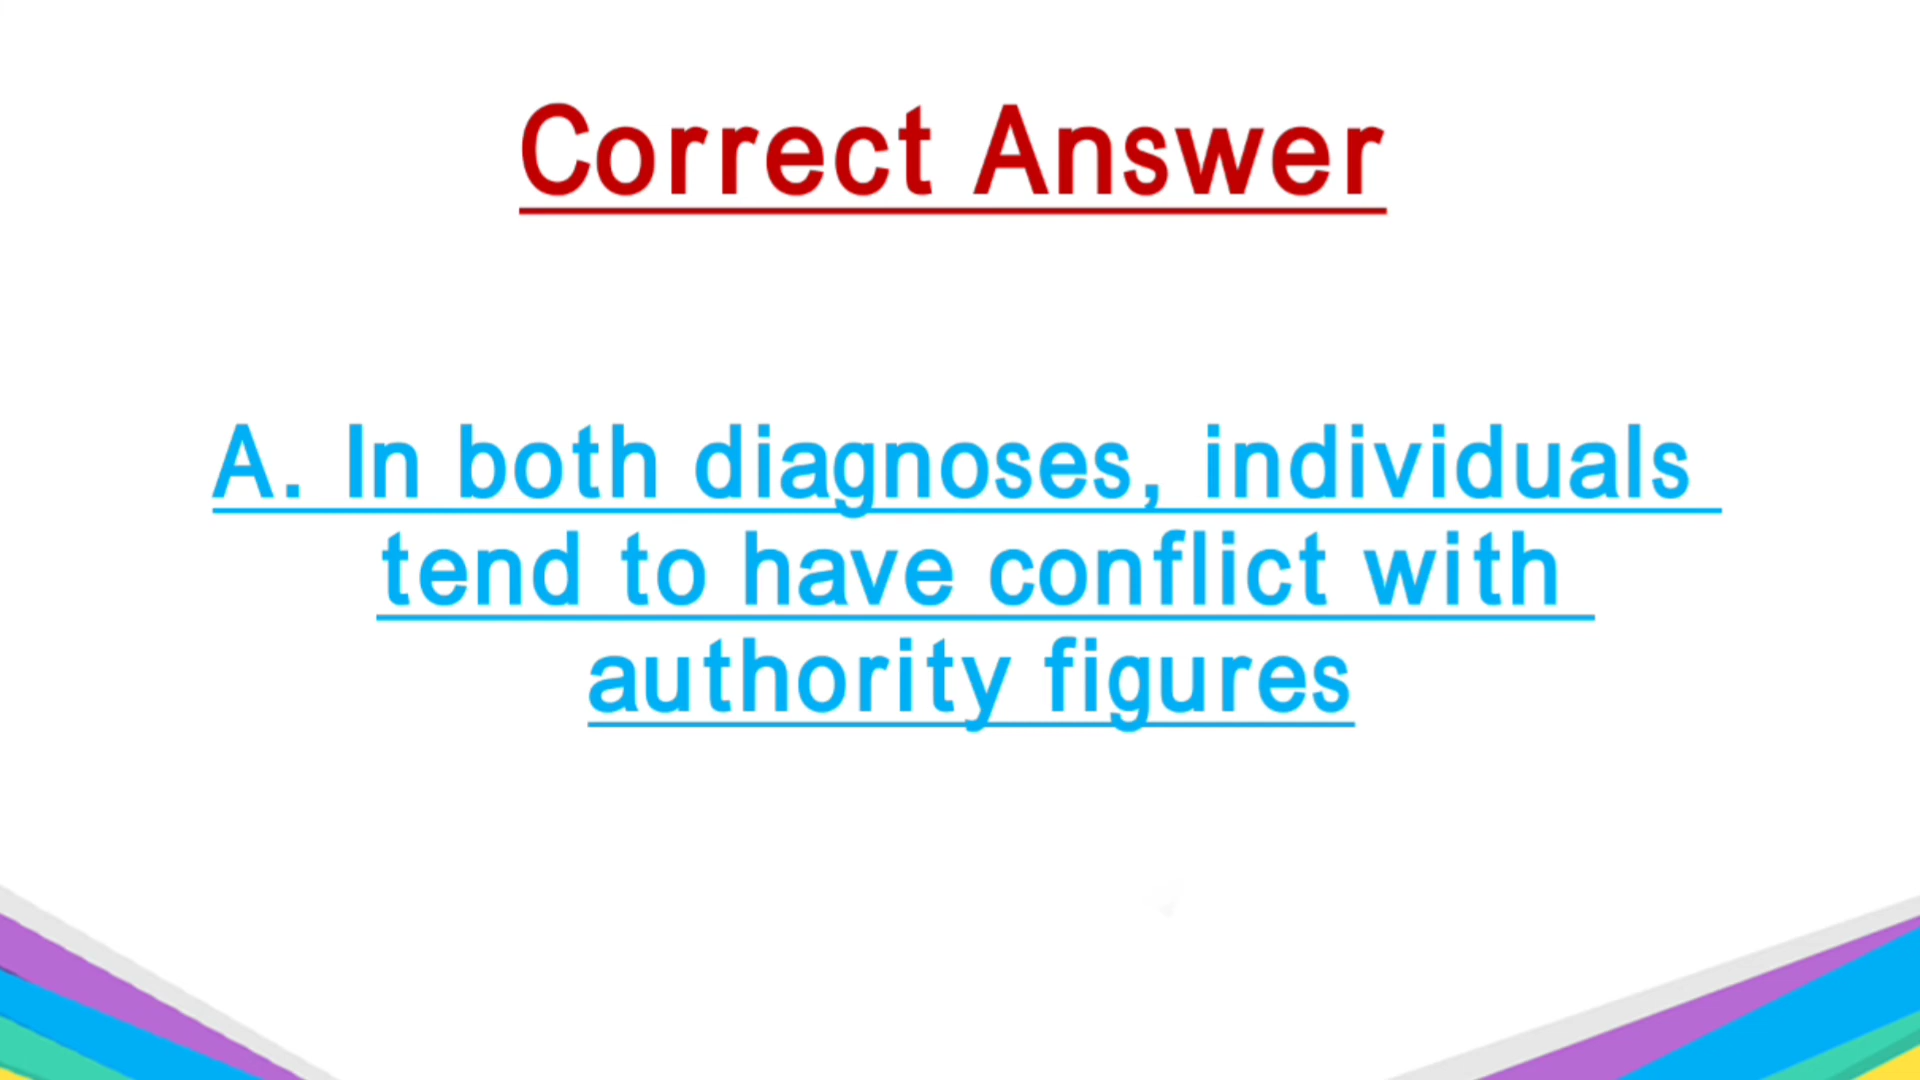 Correct Answer
A. In both diagnoses, individuals
tend to have conflict with
authority figures